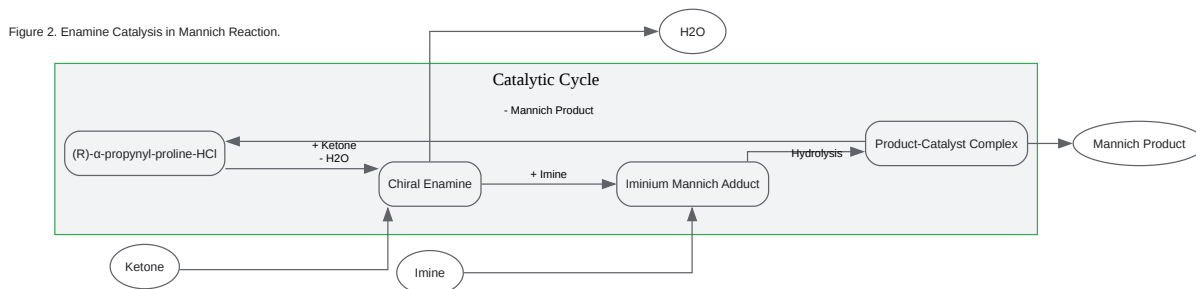 H2O
Figure 2. Enamine Catalysis in Mannich Reaction.
Catalytic Cycle
- Mannich Product
+ Ketone
- H2O
(R)-α-propynyl-proline-HCl
Hydrolysis
Product-Catalyst Complex
Mannich Product
Chiral Enamine
+ Imine
Iminium Mannich Adduct
Ketone
Imine